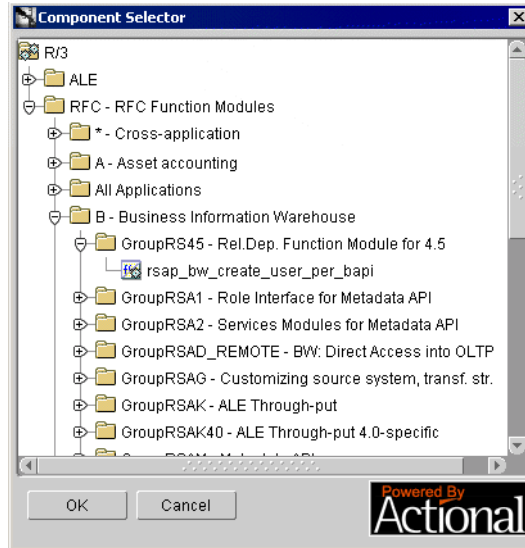 Component Selector
R/3
ALE
RFC - RFC Function Modules
* - Cross-application
A - Asset accounting
All Applications
B - Business Information Warehouse
GroupRS45 - Rel.Dep. Function Module for 4.5
rsap_bw_create_user_per_bapi
GroupRSA1 - Role Interface for Metadata API
GroupRSA2 - Services Modules for Metadata API
GroupRSAD_REMOTE - BW: Direct Access into OLTP
GroupRSAG - Customizing source system, transf. str.
GroupRSAK - ALE Through-put
GroupRSAK40 - ALE Through-put 4.0-specific
OK Cancel
Powered By
Actional